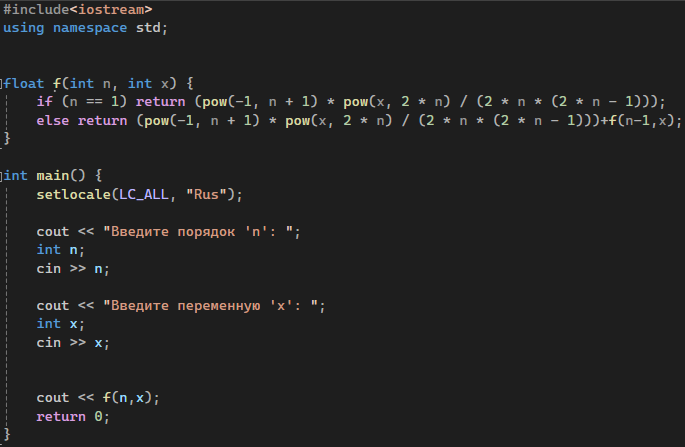 #include<iostream>
using namespace std;
float f(int n, int x) {
if (n == 1) return (pow(-1, n + 1) * pow(x, 2 * n) / (2 * n * (2 * n - 1)));
else return (pow(-1, n + 1) * pow(x, 2 * n) / (2 * n * (2 * n - 1)))+f(n-1,x);
}
int main() {
setlocale(LC_ALL, "Rus");
cout << "Введите порядок 'n': ";
int n;
cin >> n;
cout << "Введите переменную 'x': ";
int x;
cin >> x;
cout << f(n,x);
return 0;
}